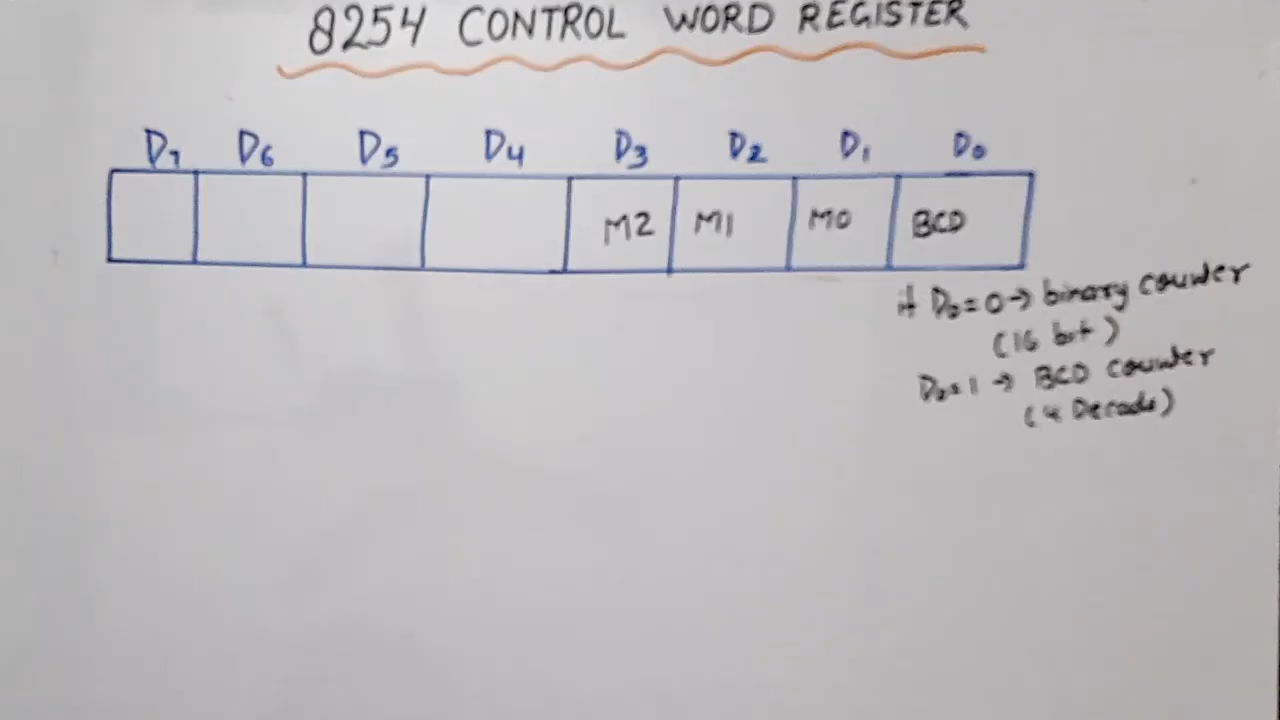 8254 CONTROL WORD REGISTER
D7 D6 D5 D4 D3 D2 D1 D0
M2 M1 M0 BCD
if D0=0→ binary counter
(16 bit)
D0=1 → BCD counter
(4 Decade)